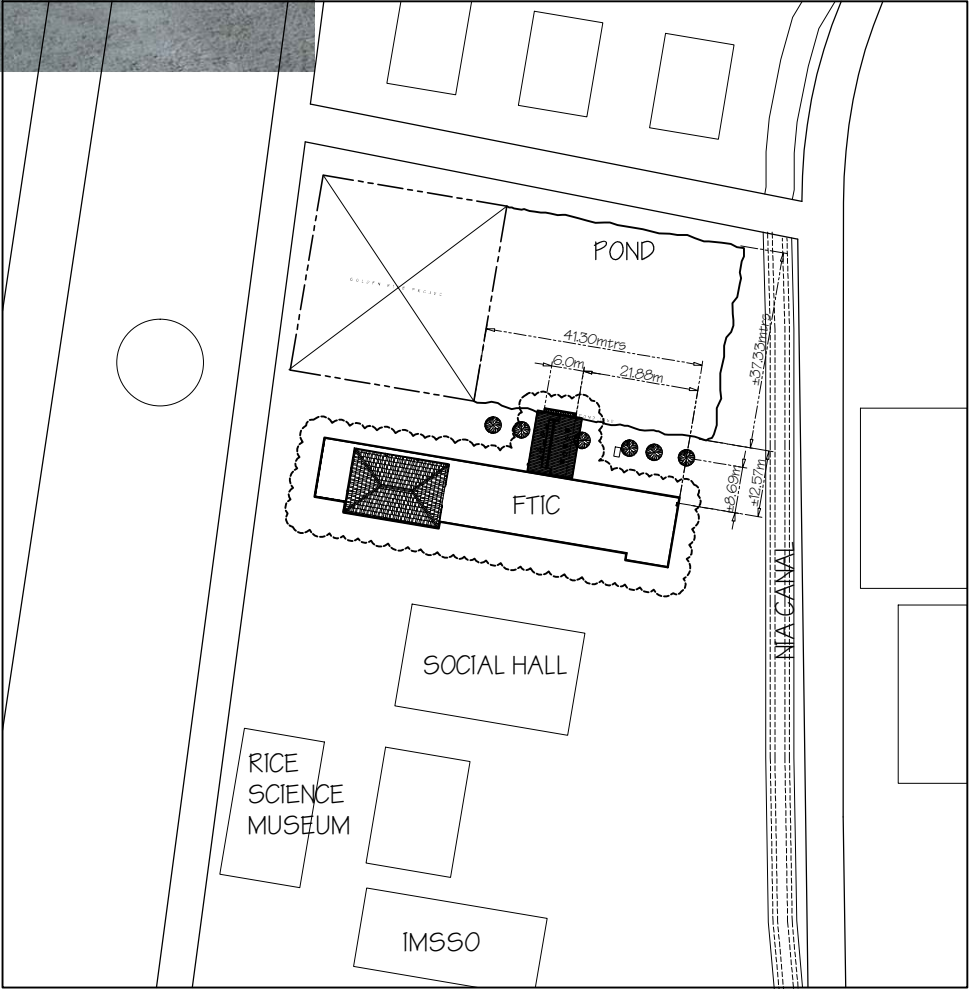 POND
41.30mtrs
6.0m
21.88m
±37.33mtrs
±8.69m
±12.57m
FTIC
NIA CANAL
SOCIAL HALL
RICE
SCIENCE
MUSEUM
IMSSO